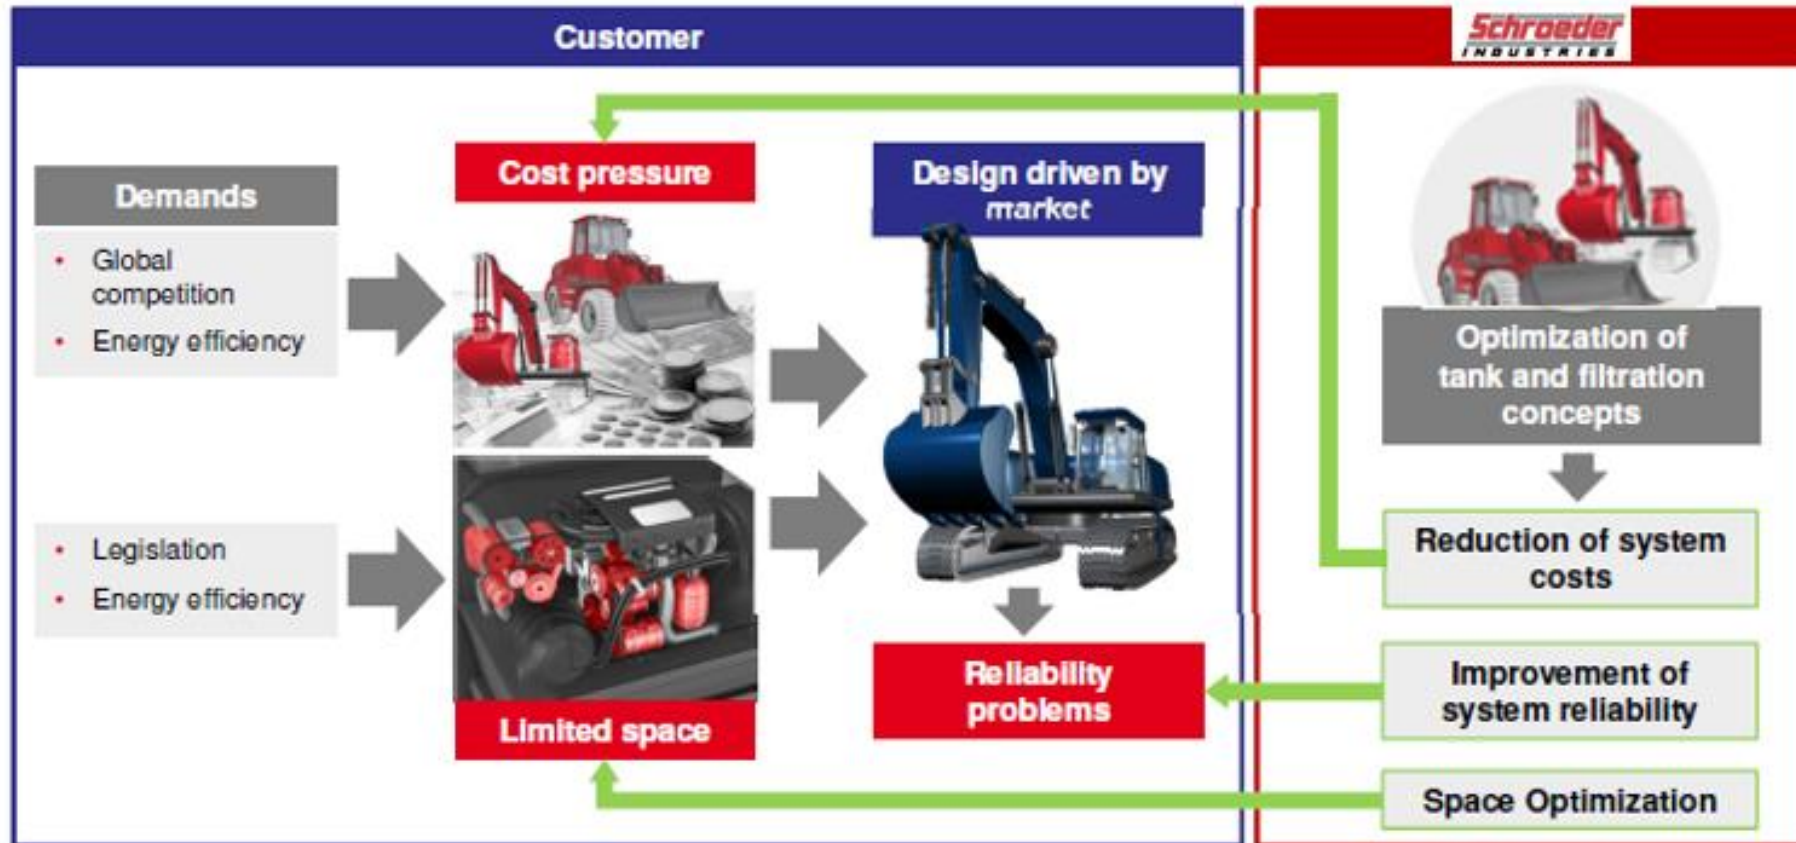 Customer
Schroeder
INDUSTRIES
Demands
• Global
competition
• Energy efficiency
• Legislation
• Energy efficiency
Cost pressure
Limited space
Design driven by
market
Reliability
problems
Optimization of
tank and filtration
concepts
Reduction of system
costs
Improvement of
system reliability
Space Optimization